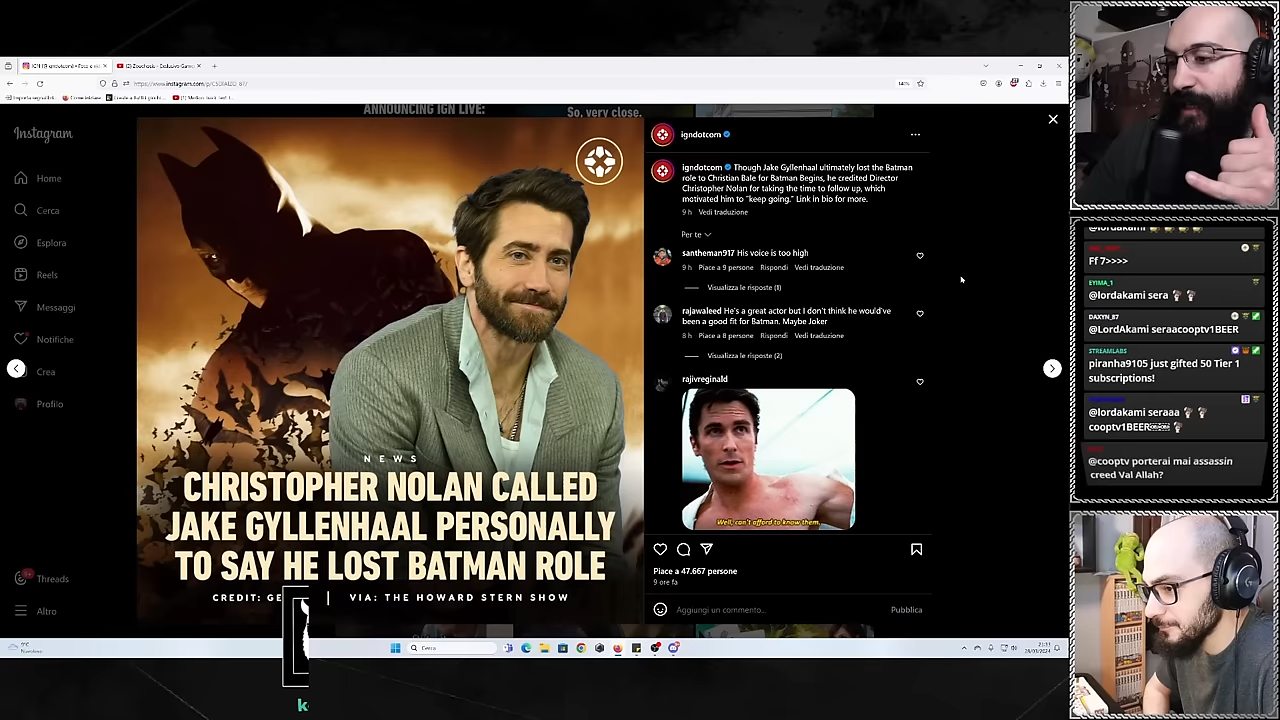 ANNOUNCING IGN LIVE:
So, very close.
Instagram
Home
Cerca
Esplora
Reels
Messaggi
Notifiche
Crea
Profilo
Threads
Altro
NEWS
CHRISTOPHER NOLAN CALLED
JAKE GYLLENHAAL PERSONALLY
TO SAY HE LOST BATMAN ROLE
CREDIT: GE
| VIA: THE HOWARD STERN SHOW
igndotcom
igndotcom Though Jake Gyllenhaal ultimately lost the Batman
role to Christian Bale for Batman Begins, he credited Director
Christopher Nolan for taking the time to follow up, which
motivated him to "keep going." Link in bio for more.
9 h Vedi traduzione
Per te
santheman917 His voice is too high
9 h Piace a 9 persone Rispondi Vedi traduzione
Visualizza le risposte (1)
rajawaleed He's a great actor but I don't think he would've
been a good fit for Batman. Maybe Joker
8 h Piace a 8 persone Rispondi Vedi traduzione
Visualizza le risposte (2)
rajivreginald
Well, can't afford to know them.
Piace a 47.667 persone
9 ore fa
Aggiungi un commento...
Pubblica
Cerca
@lordakami
Ff 7>>>>
EYIMA_1
@lordakami sera
DAXYN_87
@LordAkami seraacooptv1BEER
STREAMLABS
piranha9105 just gifted 50 Tier 1
subscriptions!
@lordakami seraaa
cooptv1BEER
@cooptv porterai mai assassin
creed Val Allah?